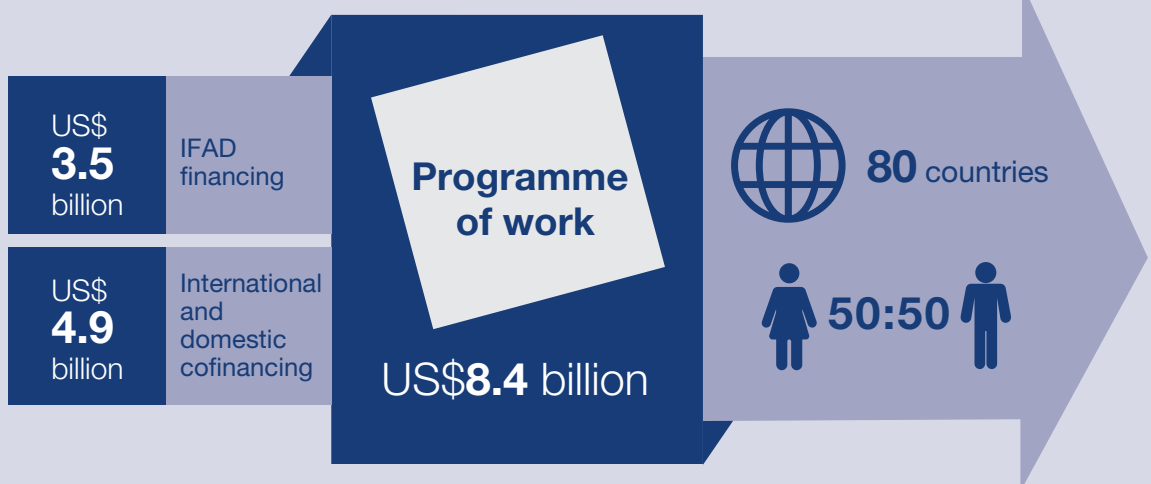 US$
3.5
billion
IFAD
financing
US$
4.9
billion
International
and
domestic
cofinancing
Programme
of work
US$8.4 billion
80 countries
50:50